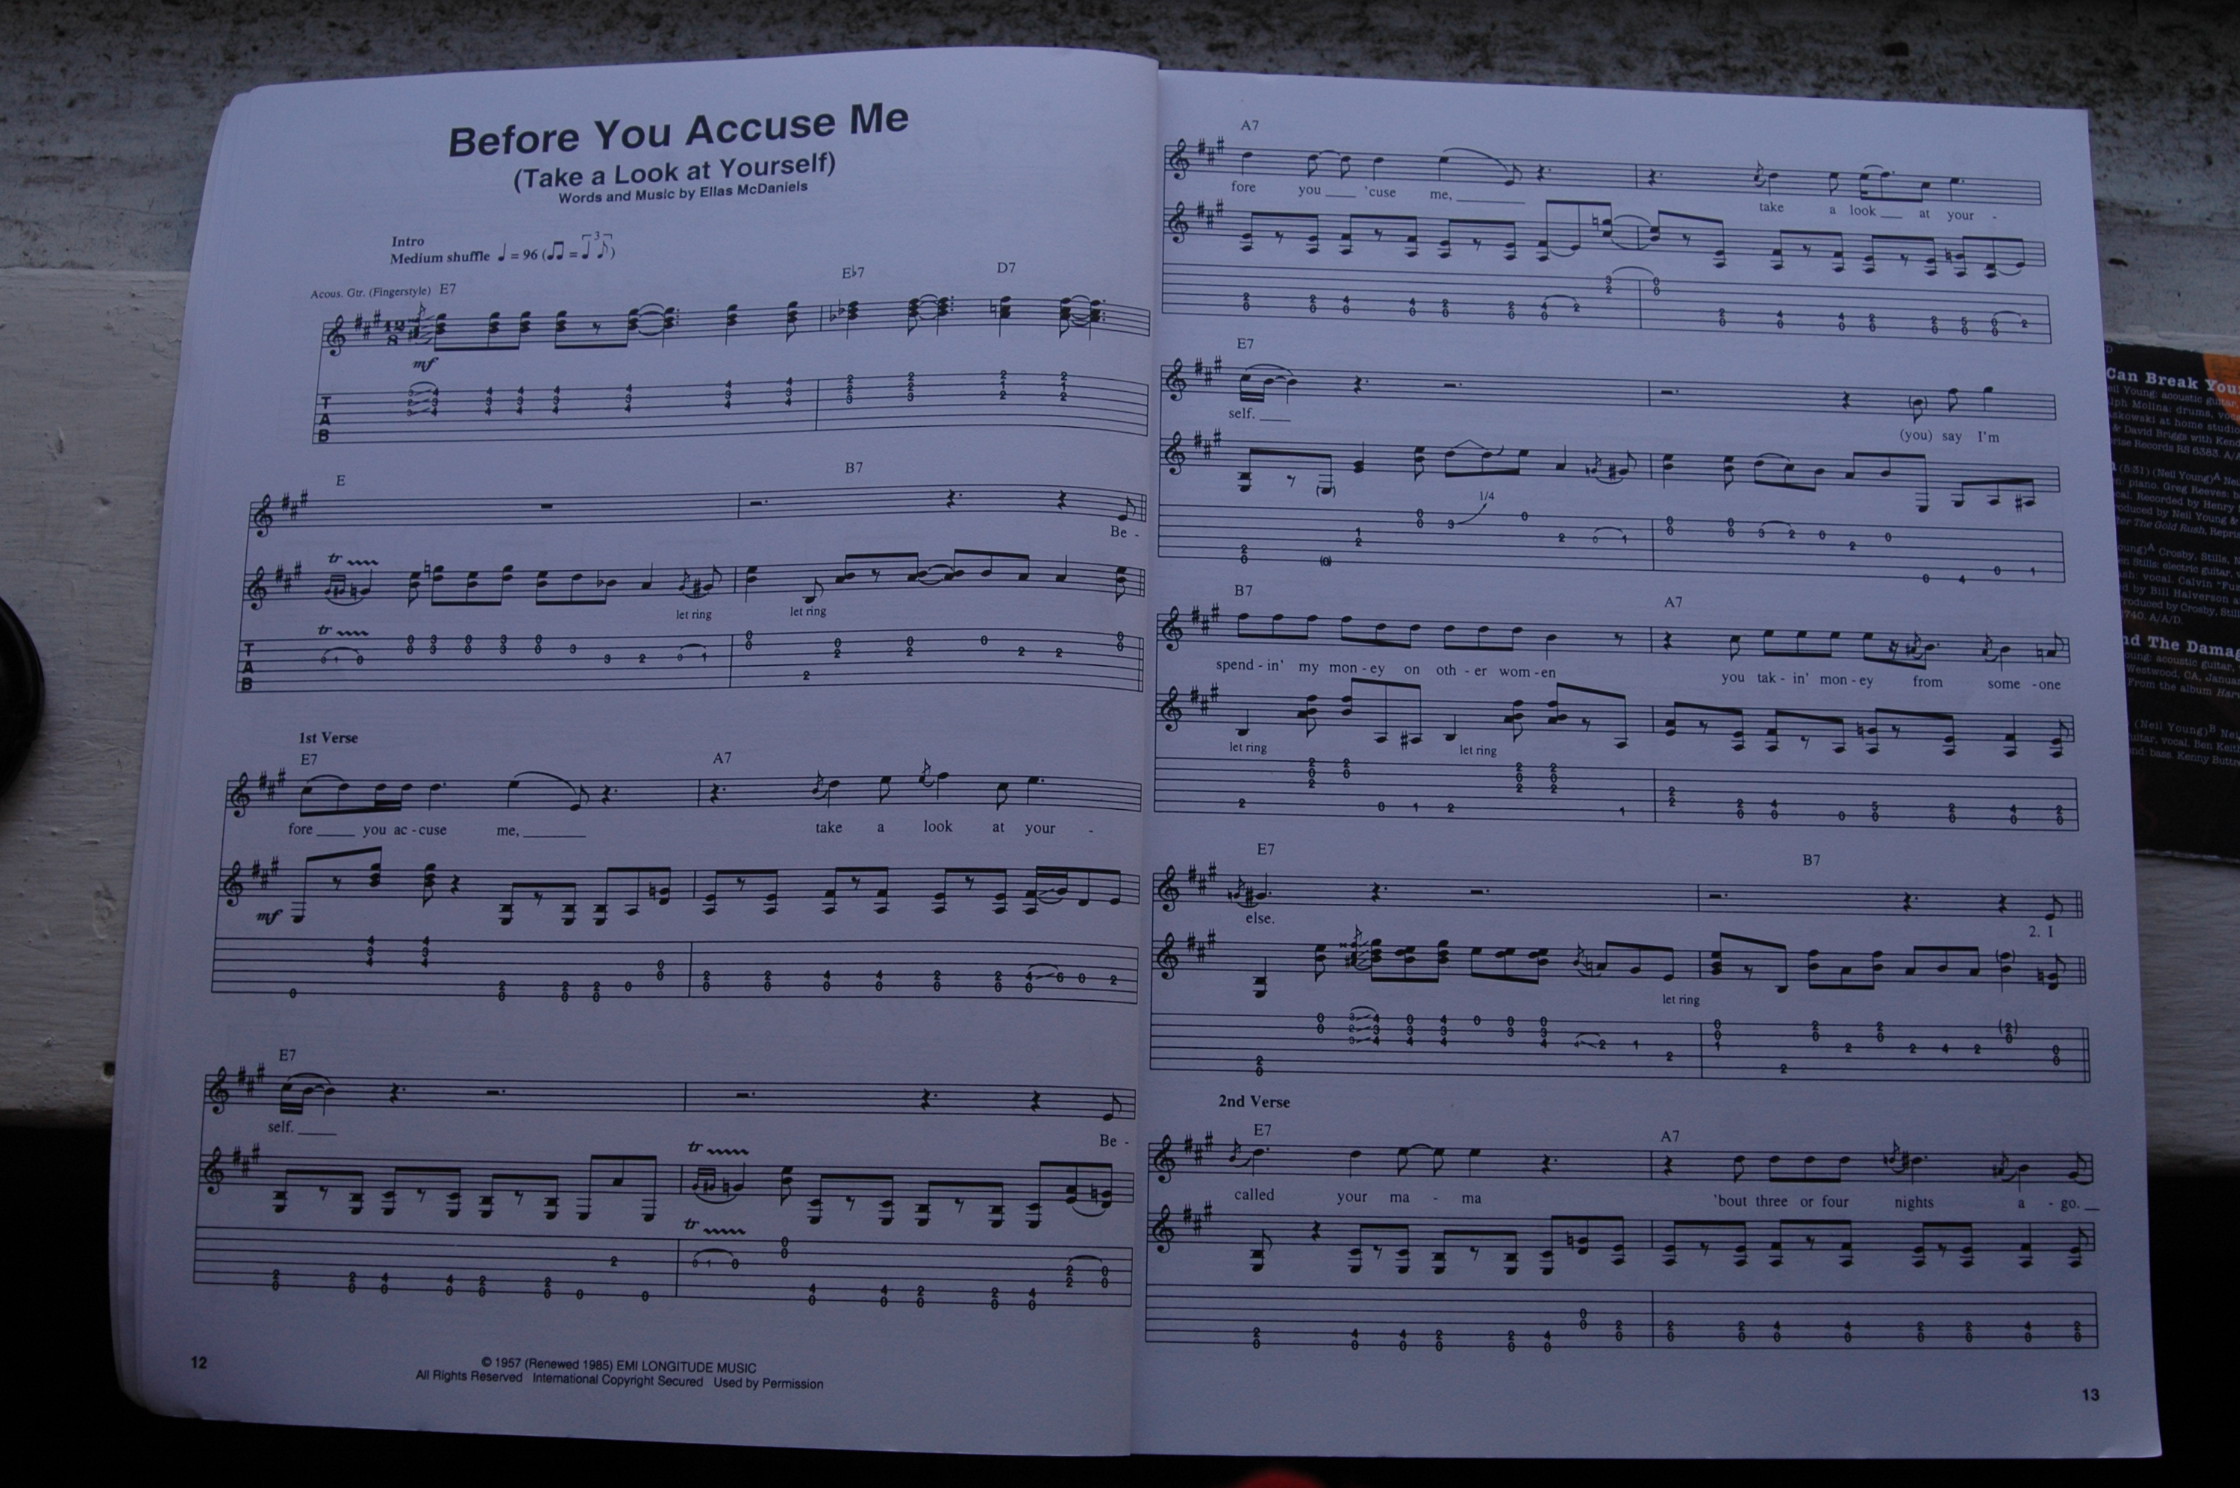 Before You Accuse Me
(Take a Look at Yourself)
Words and Music by Ellas McDaniels
Intro
Medium shuffle ♩ = 96 (♫ = ♩ ♪)
3
Acous. Gtr. (Fingerstyle) E7 E♭7 D7
mf
T
A
B
E B7
Be -
tr
let ring let ring
tr
T
A
B
1st Verse
E7 A7
fore ___ you ac - cuse me, ___ take a look at your -
mf
E7
self. ___ Be -
tr
tr
© 1957 (Renewed 1985) EMI LONGITUDE MUSIC
All Rights Reserved International Copyright Secured Used by Permission
12
A7
fore you ___ 'cuse me, ___ take a look ___ at your -
E7
self. ___ (you) say I'm
1/4
B7 A7
spend - in' my mon - ey on oth - er wom - en you tak - in' mon - ey from some - one
let ring let ring
E7 B7
else. 2. I
let ring
2nd Verse
E7 A7
called your ma - ma 'bout three or four nights a - go. ___
13
Can Break Your
nd The Damag